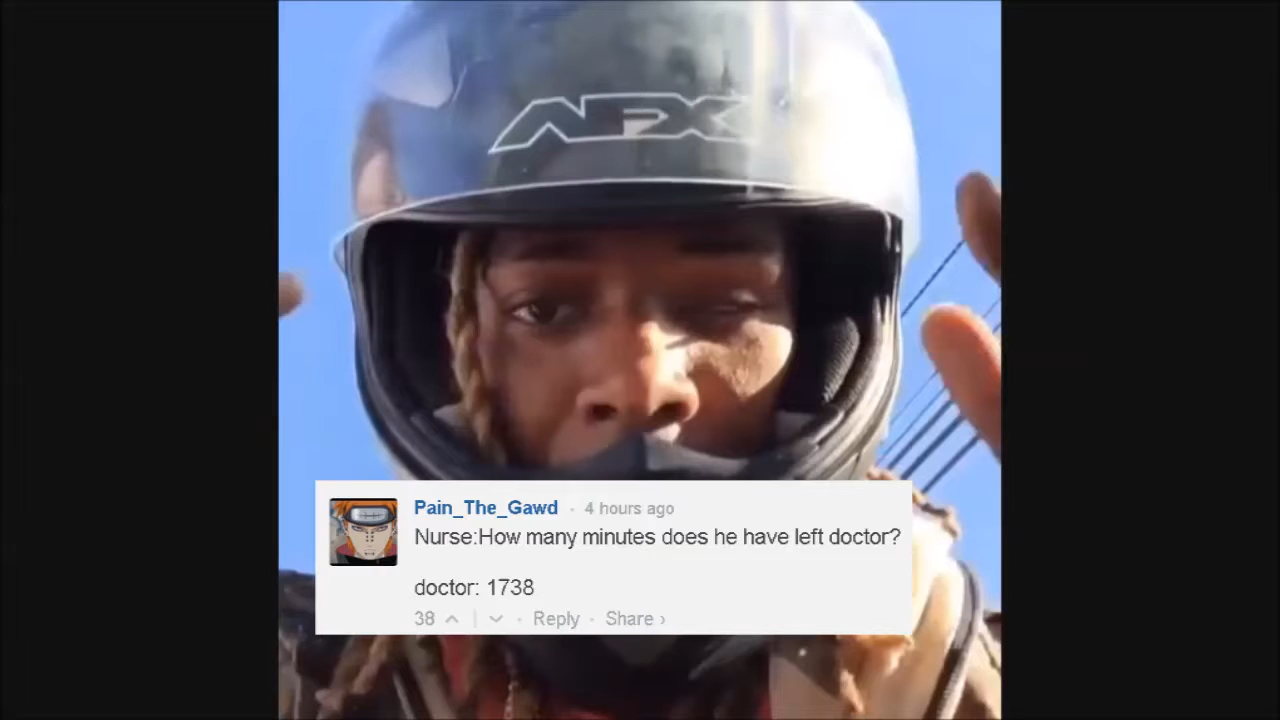 AFX
Pain_The_Gawd · 4 hours ago
Nurse:How many minutes does he have left doctor?
doctor: 1738
38 · Reply · Share ›